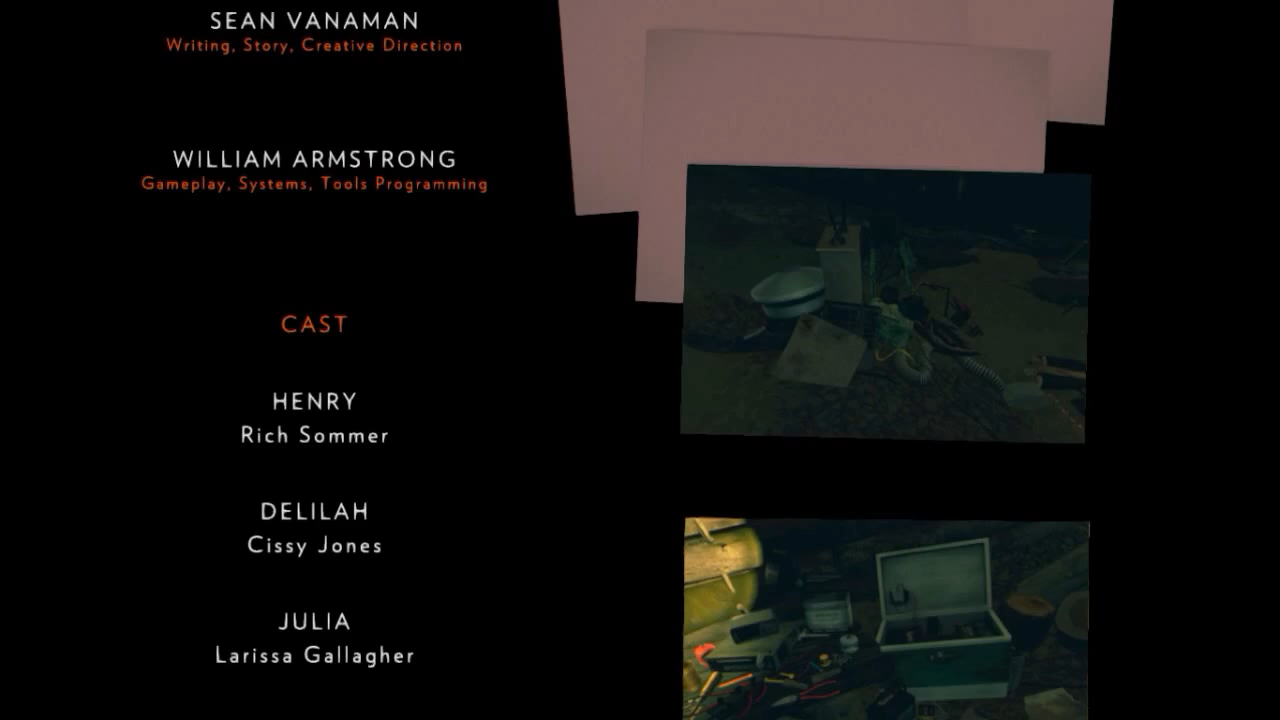 SEAN VANAMAN
Writing, Story, Creative Direction
WILLIAM ARMSTRONG
Gameplay, Systems, Tools Programming
CAST
HENRY
Rich Sommer
DELILAH
Cissy Jones
JULIA
Larissa Gallagher